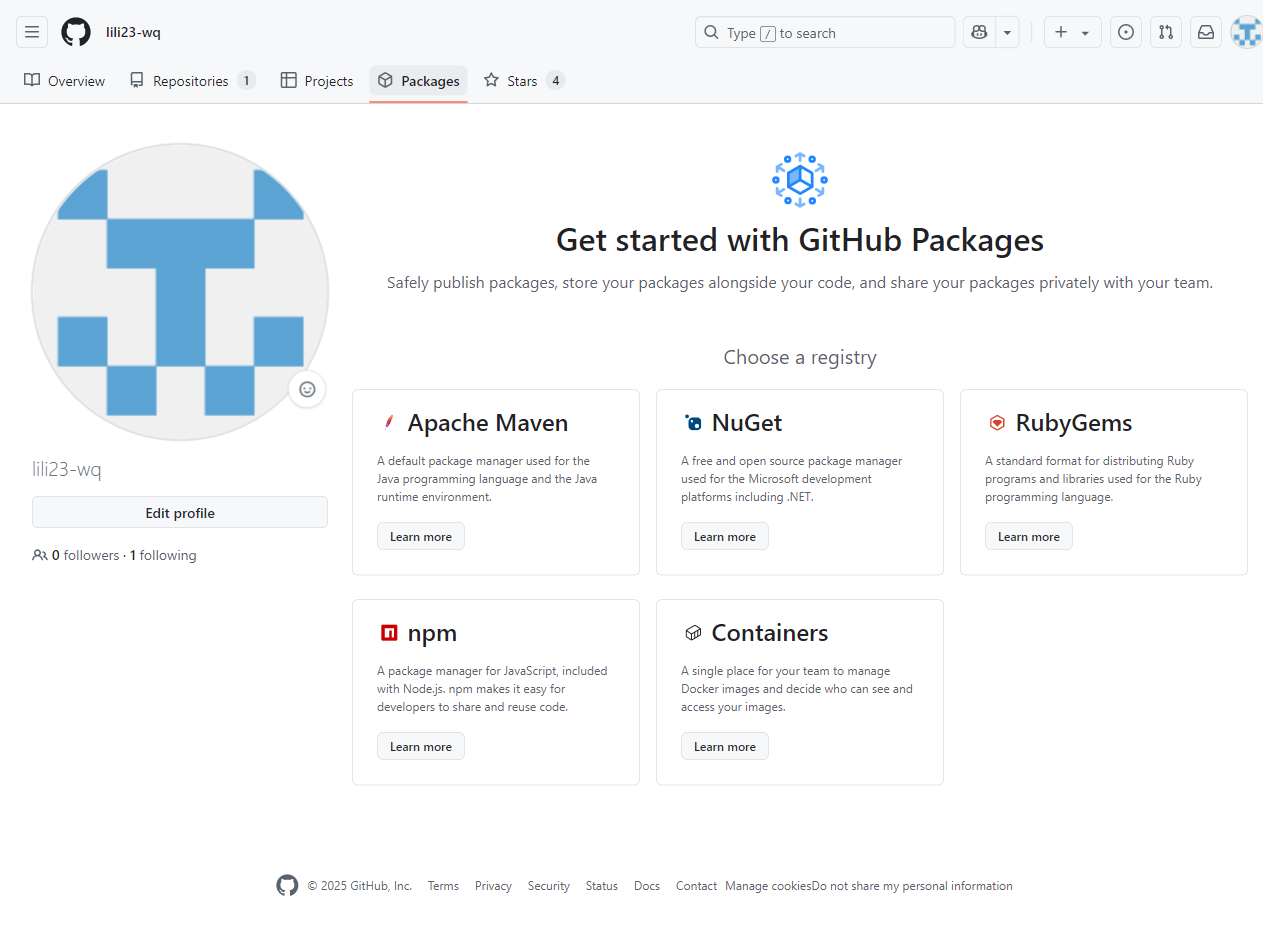 lili23-wq
Type / to search
Overview
Repositories 1
Projects
Packages
Stars 4
lili23-wq
Edit profile
0 followers · 1 following
Get started with GitHub Packages
Safely publish packages, store your packages alongside your code, and share your packages privately with your team.
Choose a registry
Apache Maven
A default package manager used for the
Java programming language and the Java
runtime environment.
Learn more
NuGet
A free and open source package manager
used for the Microsoft development
platforms including .NET.
Learn more
RubyGems
A standard format for distributing Ruby
programs and libraries used for the Ruby
programming language.
Learn more
npm
A package manager for JavaScript, included
with Node.js. npm makes it easy for
developers to share and reuse code.
Learn more
Containers
A single place for your team to manage
Docker images and decide who can see and
access your images.
Learn more
© 2025 GitHub, Inc. Terms Privacy Security Status Docs Contact Manage cookiesDo not share my personal information